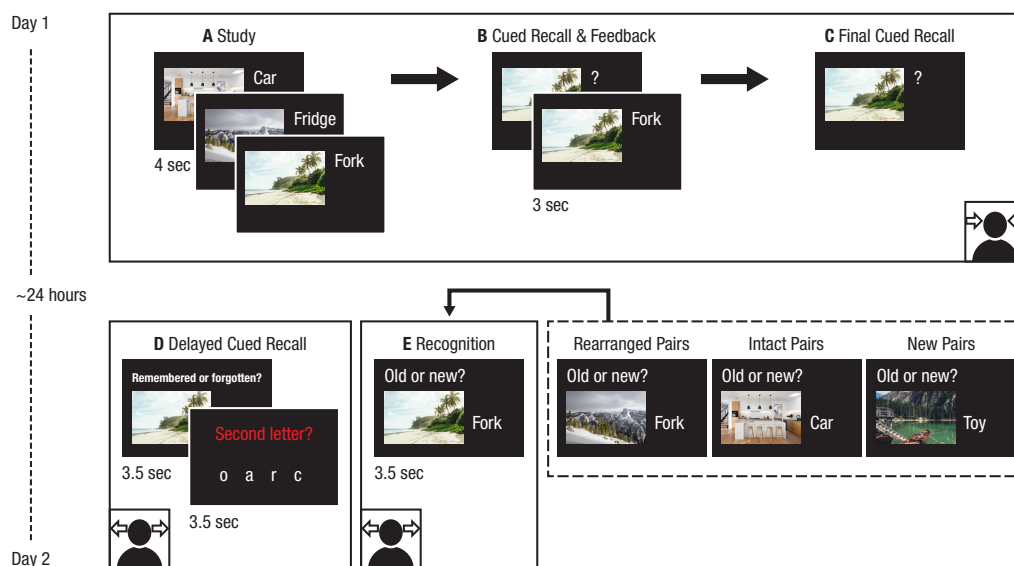 Day 1
A Study
B Cued Recall & Feedback
C Final Cued Recall
Car
Fridge
Fork
4 sec
?
Fork
3 sec
?
~24 hours
D Delayed Cued Recall
Remembered or forgotten?
Second letter?
o a r c
3.5 sec
3.5 sec
E Recognition
Old or new?
Fork
3.5 sec
Rearranged Pairs
Intact Pairs
New Pairs
Old or new?
Fork
Old or new?
Car
Old or new?
Toy
Day 2